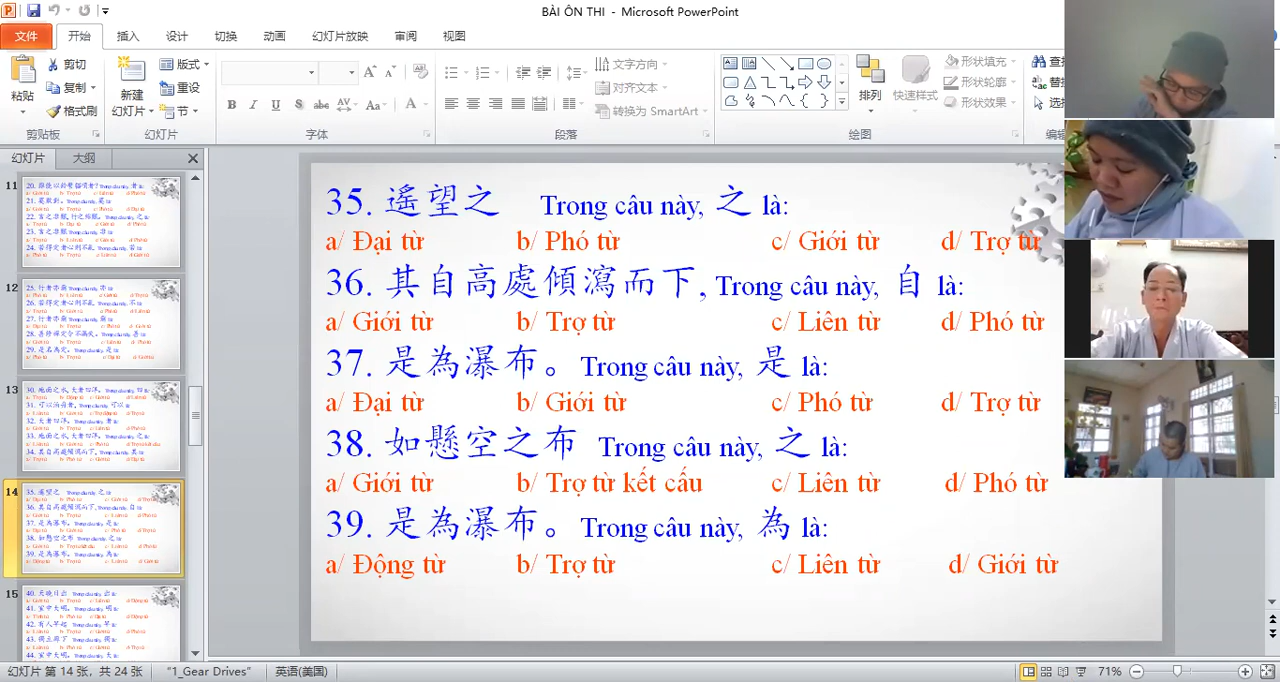 BÀI ÔN THI - Microsoft PowerPoint
文件 开始 插入 设计 切换 动画 幻灯片放映 审阅 视图
剪切 版式 文字方向 形状填充
复制 重设 对齐文本 形状轮廓
粘贴 格式刷 新建 幻灯片 节 转换为 SmartArt 排列 快速样式 形状效果
剪贴板 幻灯片 字体 段落 绘图
幻灯片 大纲
35. 遥望之 Trong câu này, 之 là:
a/ Đại từ b/ Phó từ c/ Giới từ d/ Trợ từ
36. 其自高處傾瀉而下, Trong câu này, 自 là:
a/ Giới từ b/ Trợ từ c/ Liên từ d/ Phó từ
37. 是為瀑布。 Trong câu này, 是 là:
a/ Đại từ b/ Giới từ c/ Phó từ d/ Trợ từ
38. 如懸空之布 Trong câu này, 之 là:
a/ Giới từ b/ Trợ từ kết cấu c/ Liên từ d/ Phó từ
39. 是為瀑布。 Trong câu này, 為 là:
a/ Động từ b/ Trợ từ c/ Liên từ d/ Giới từ
11
12
13
14
15
幻灯片 第 14 张，共 24 张 "1_Gear Drives" 英语(美国) 71%